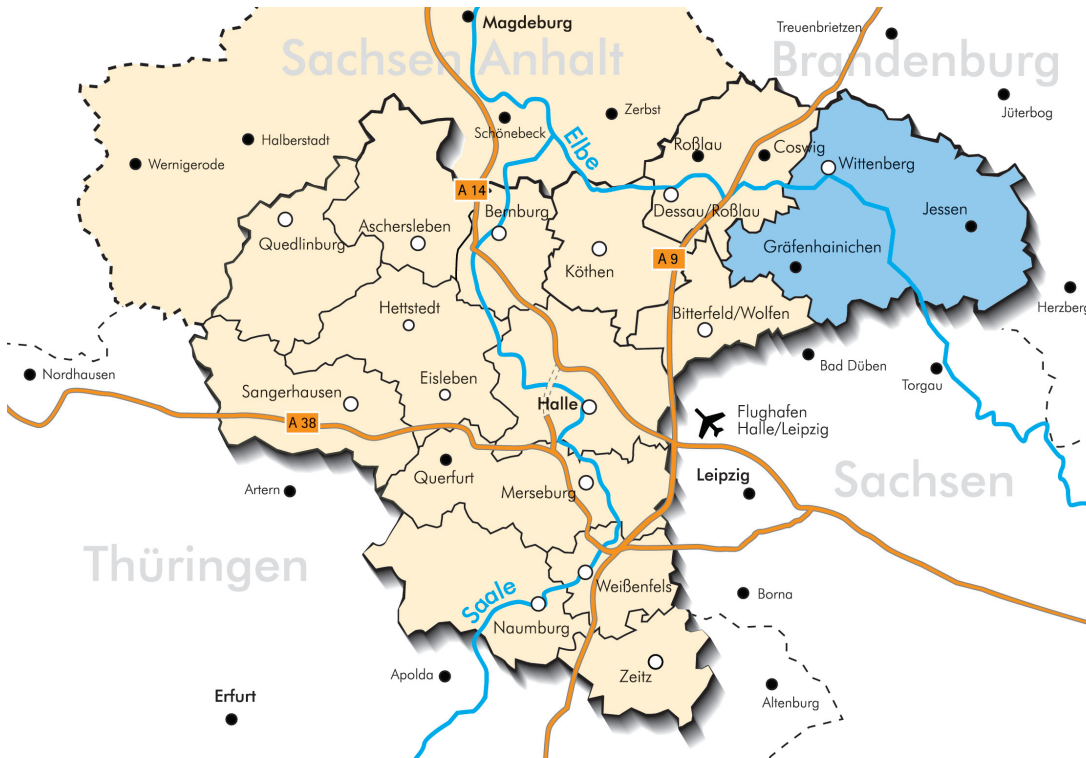 Magdeburg
Treuenbrietzen
Sachsen Anhalt
Brandenburg
Jüterbog
Zerbst
Schönebeck
Halberstadt
Elbe
Roßlau
Coswig
Wernigerode
Wittenberg
A 14
Bernburg
Dessau/Roßlau
Jessen
Aschersleben
Quedlinburg
Gräfenhainichen
A 9
Köthen
Hettstedt
Bitterfeld/Wolfen
Herzberg
Bad Düben
Nordhausen
Eisleben
Torgau
Sangerhausen
Halle
Flughafen
Halle/Leipzig
A 38
Querfurt
Leipzig
Sachsen
Artern
Merseburg
Thüringen
Weißenfels
Saale
Borna
Naumburg
Apolda
Zeitz
Erfurt
Altenburg